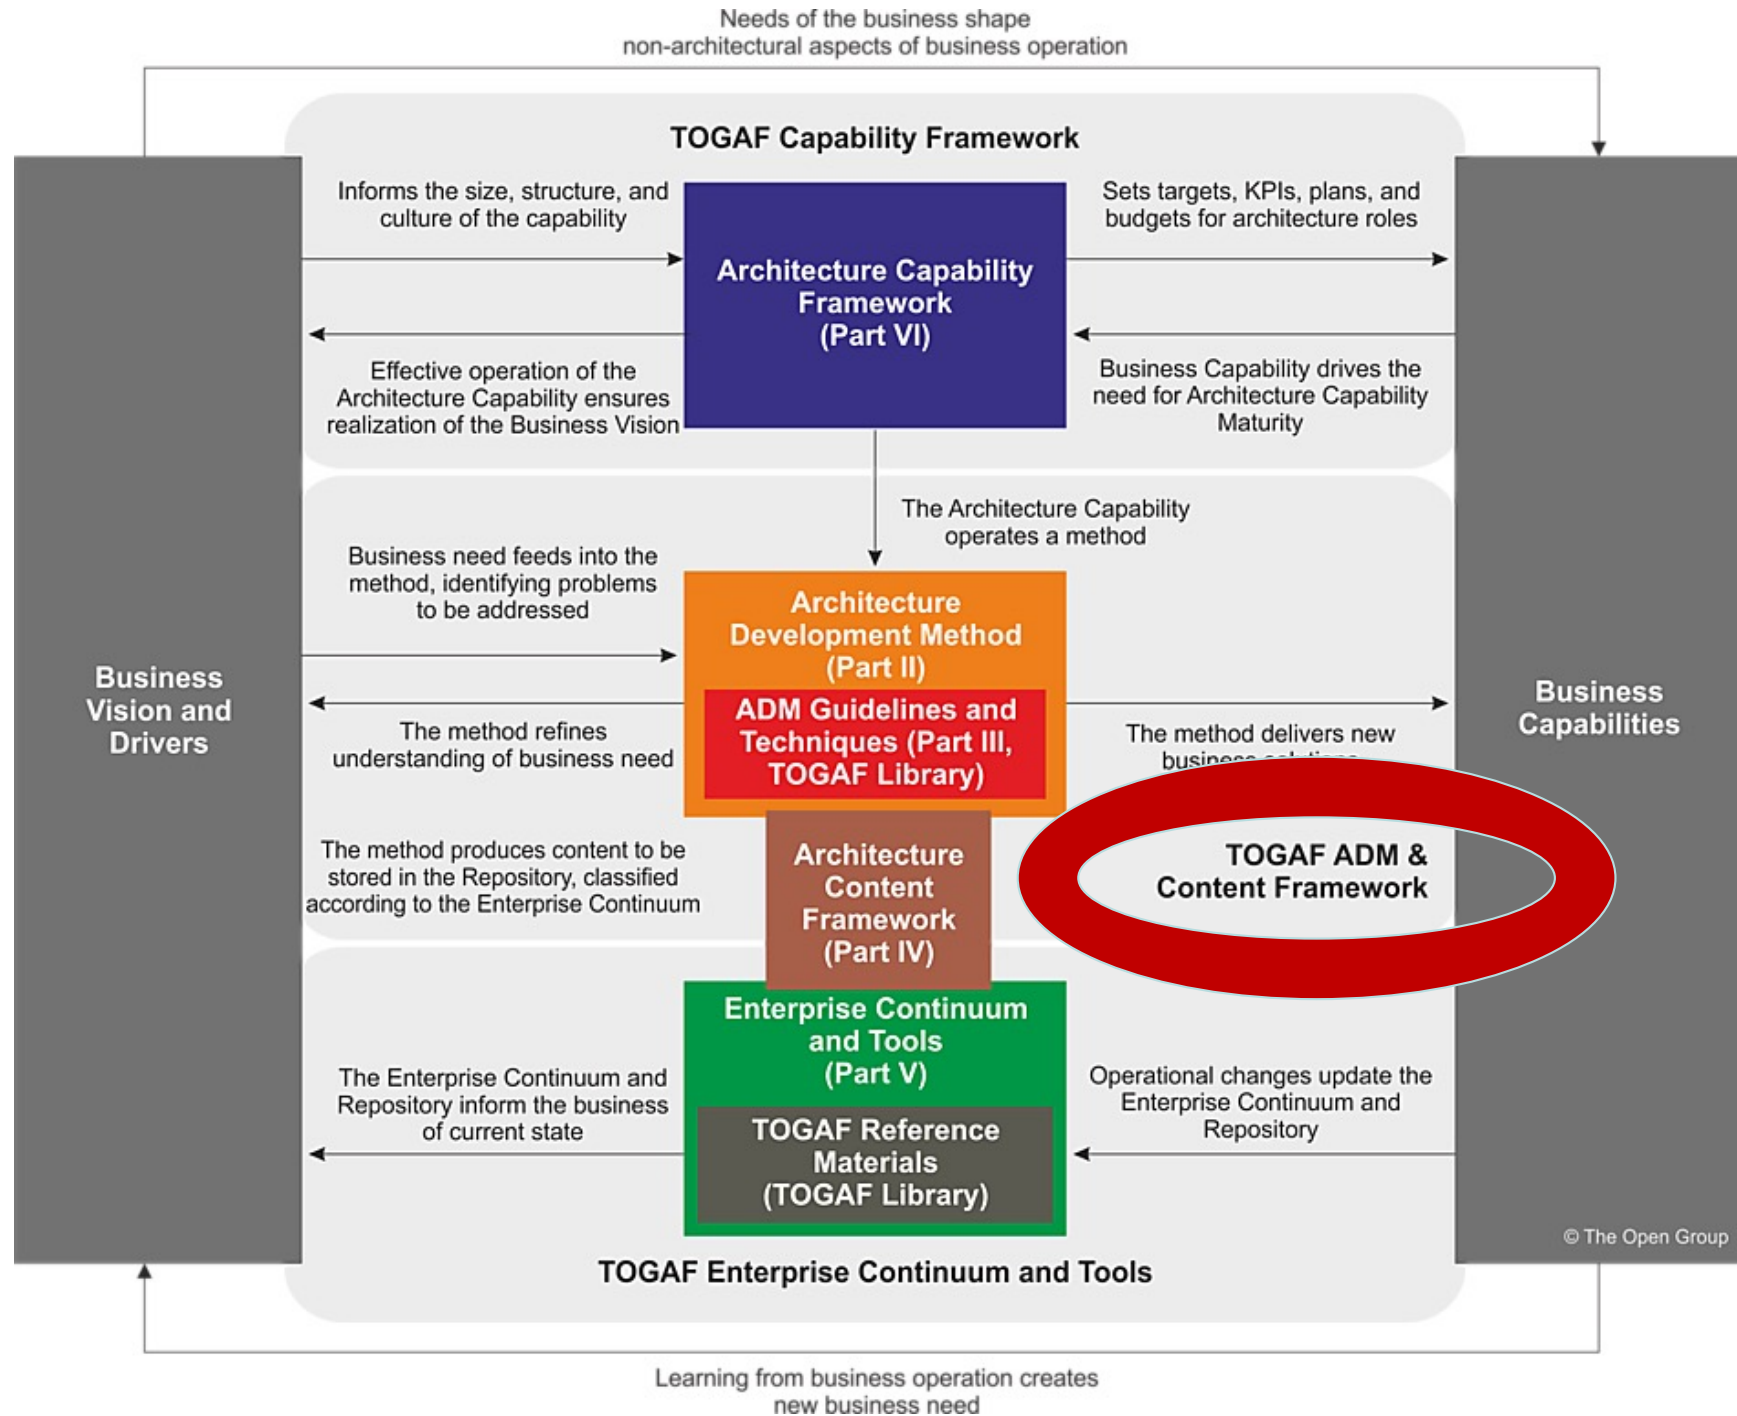 Needs of the business shape
non-architectural aspects of business operation
TOGAF Capability Framework
Informs the size, structure, and
culture of the capability
Architecture Capability
Framework
(Part VI)
Sets targets, KPIs, plans, and
budgets for architecture roles
Effective operation of the
Architecture Capability ensures
realization of the Business Vision
Business Capability drives the
need for Architecture Capability
Maturity
The Architecture Capability
operates a method
Business need feeds into the
method, identifying problems
to be addressed
Architecture
Development Method
(Part II)
ADM Guidelines and
Techniques (Part III,
TOGAF Library)
Business
Vision and
Drivers
Business
Capabilities
The method refines
understanding of business need
The method delivers new
business
The method produces content to be
stored in the Repository, classified
according to the Enterprise Continuum
Architecture
Content
Framework
(Part IV)
TOGAF ADM &
Content Framework
Enterprise Continuum
and Tools
(Part V)
The Enterprise Continuum and
Repository inform the business
of current state
TOGAF Reference
Materials
(TOGAF Library)
Operational changes update the
Enterprise Continuum and
Repository
© The Open Group
TOGAF Enterprise Continuum and Tools
Learning from business operation creates
new business need